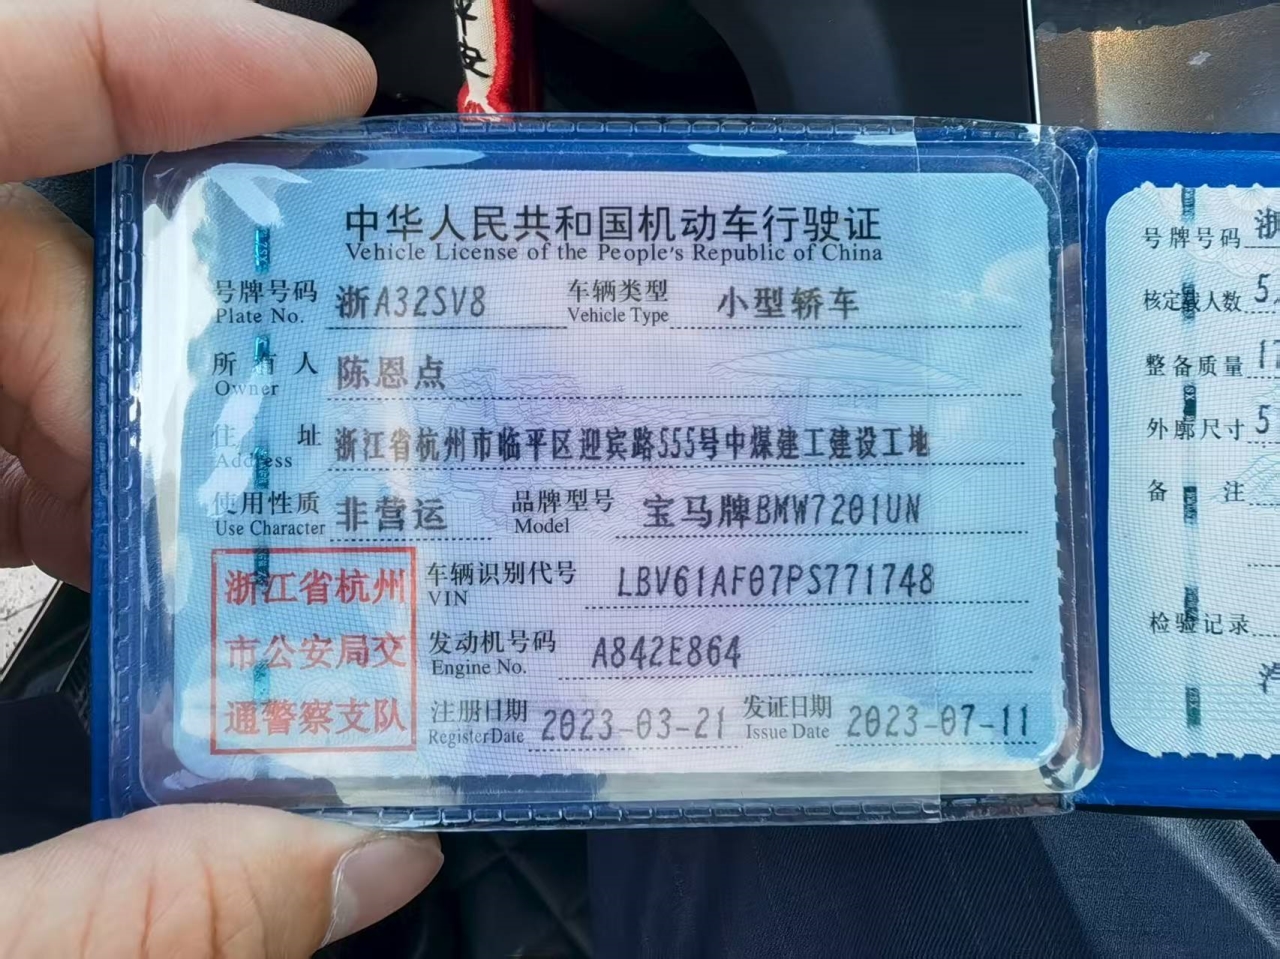 平安
中华人民共和国机动车行驶证
Vehicle License of the People's Republic of China
号牌号码 浙A32SV8 车辆类型 小型轿车
Plate No. Vehicle Type
所有人 陈恩点
Owner
住址 浙江省杭州市临平区迎宾路555号中煤建工建设工地
Address
使用性质 非营运 品牌型号 宝马牌BMW7201UN
Use Character Model
浙江省杭州
市公安局交
通警察支队
车辆识别代号 LBV61AF07PS771748
VIN
发动机号码 A842E864
Engine No.
注册日期 2023-03-21 发证日期 2023-07-11
Register Date Issue Date
号牌号码 浙
核定载人数 5
整备质量 17
外廓尺寸 5
备注
检验记录